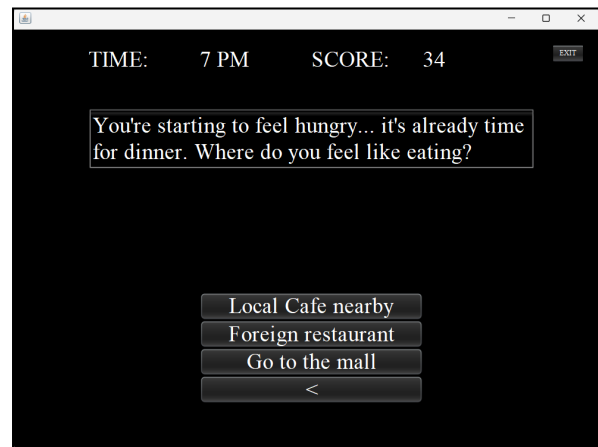 TIME: 7 PM SCORE: 34
EXIT
You're starting to feel hungry... it's already time
for dinner. Where do you feel like eating?
Local Cafe nearby
Foreign restaurant
Go to the mall
<